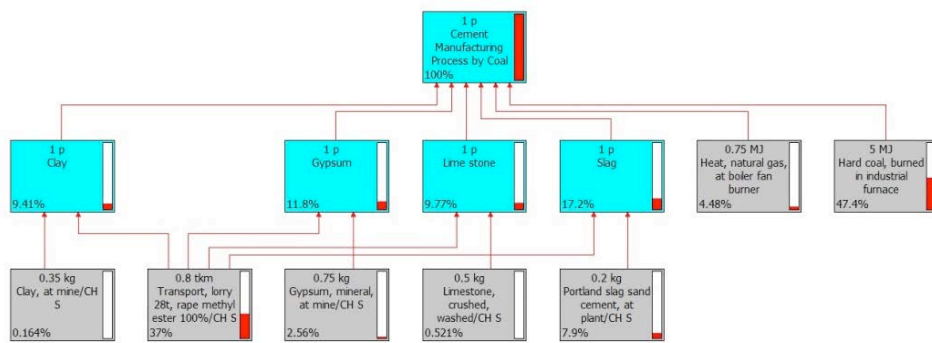 1 p
Cement
Manufacturing
Process by Coal
100%
1 p
Clay
9.41%
1 p
Gypsum
11.8%
1 p
Lime stone
9.77%
1 p
Slag
17.2%
0.75 MJ
Heat, natural gas,
at boiler fan
burner
4.48%
5 MJ
Hard coal, burned
in industrial
furnace
47.4%
0.35 kg
Clay, at mine/CH
S
0.164%
0.8 tkm
Transport, lorry
28t, rape methyl
ester 100%/CH S
37%
0.75 kg
Gypsum, mineral,
at mine/CH S
2.56%
0.5 kg
Limestone,
crushed,
washed/CH S
0.521%
0.2 kg
Portland slag sand
cement, at
plant/CH S
7.9%